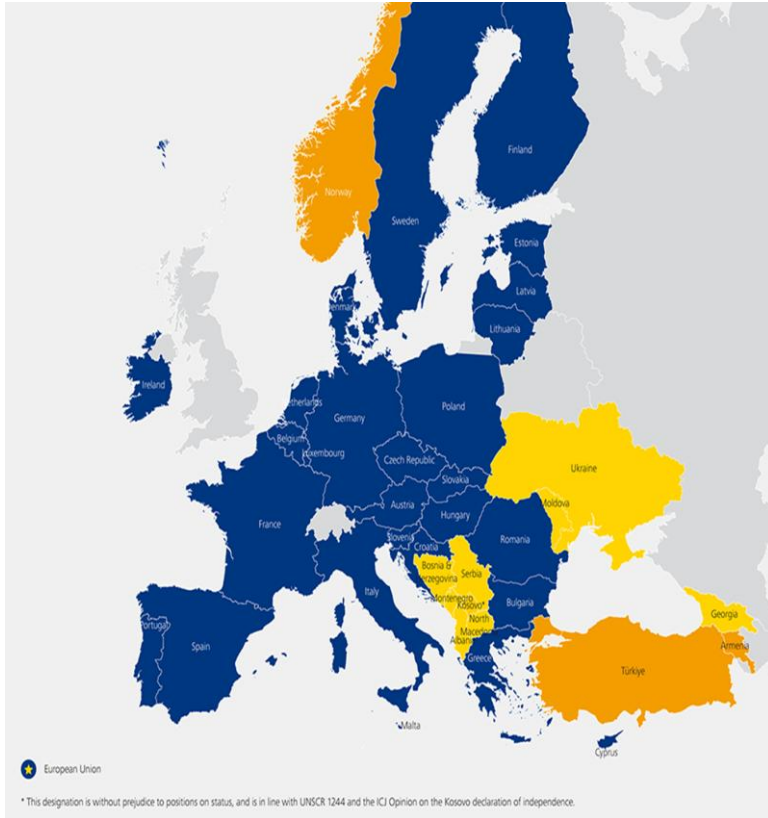 Finland
Norway
Sweden
Estonia
Latvia
Denmark
Lithuania
Ireland
Netherlands
Germany
Poland
Belgium
Luxembourg
Czech Republic
Slovakia
Austria
Hungary
Ukraine
Moldova
France
Slovenia
Croatia
Romania
Bosnia &
Herzegovina
Serbia
Italy
Montenegro
Kosovo*
Bulgaria
Georgia
North
Macedonia
Albania
Armenia
Portugal
Spain
Greece
Türkiye
Malta
Cyprus
European Union
* This designation is without prejudice to positions on status, and is in line with UNSCR 1244 and the ICJ Opinion on the Kosovo declaration of independence.